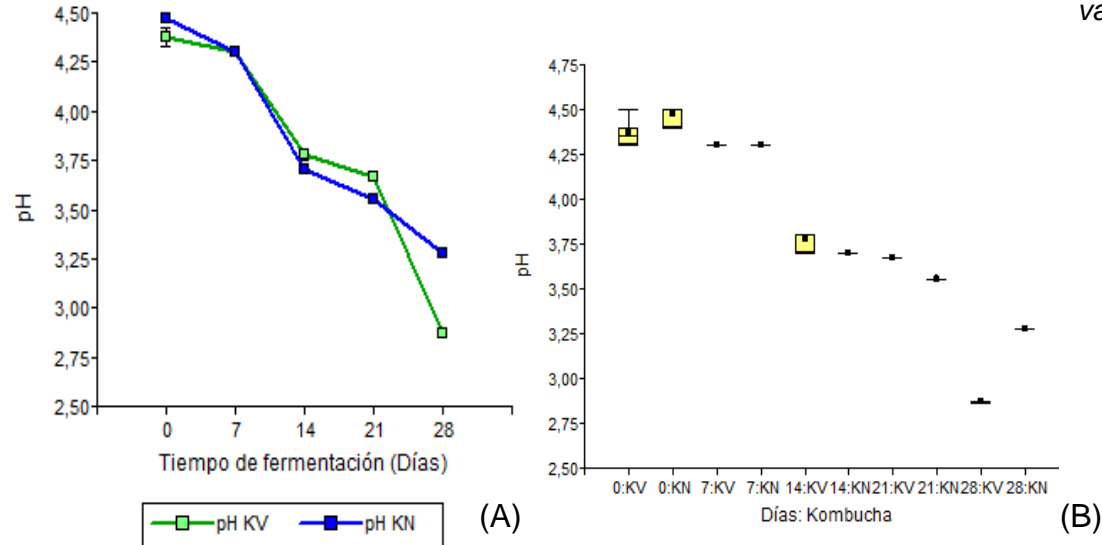 va
4,50
4,25
4,00
3,75
3,50
3,25
3,00
2,75
2,50
pH
0 7 14 21 28
Tiempo de fermentación (Días)
pH KV pH KN
(A)
4,75
4,50
4,25
4,00
3,75
3,50
3,25
3,00
2,75
2,50
pH
0:KV 0:KN 7:KV 7:KN 14:KV 14:KN 21:KV 21:KN 28:KV 28:KN
Días: Kombucha
(B)